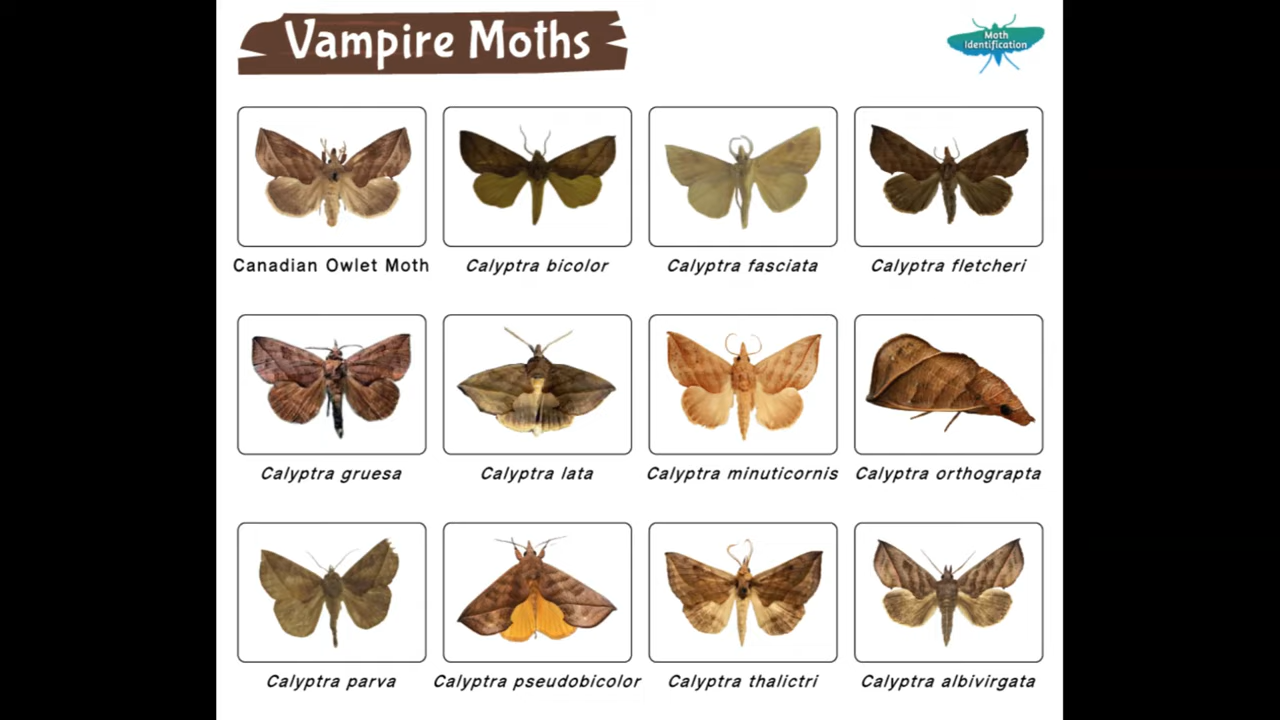 Vampire Moths
Moth
Identification
Canadian Owlet Moth
Calyptra bicolor
Calyptra fasciata
Calyptra fletcheri
Calyptra gruesa
Calyptra lata
Calyptra minuticornis
Calyptra orthograpta
Calyptra parva
Calyptra pseudobicolor
Calyptra thalictri
Calyptra albivirgata